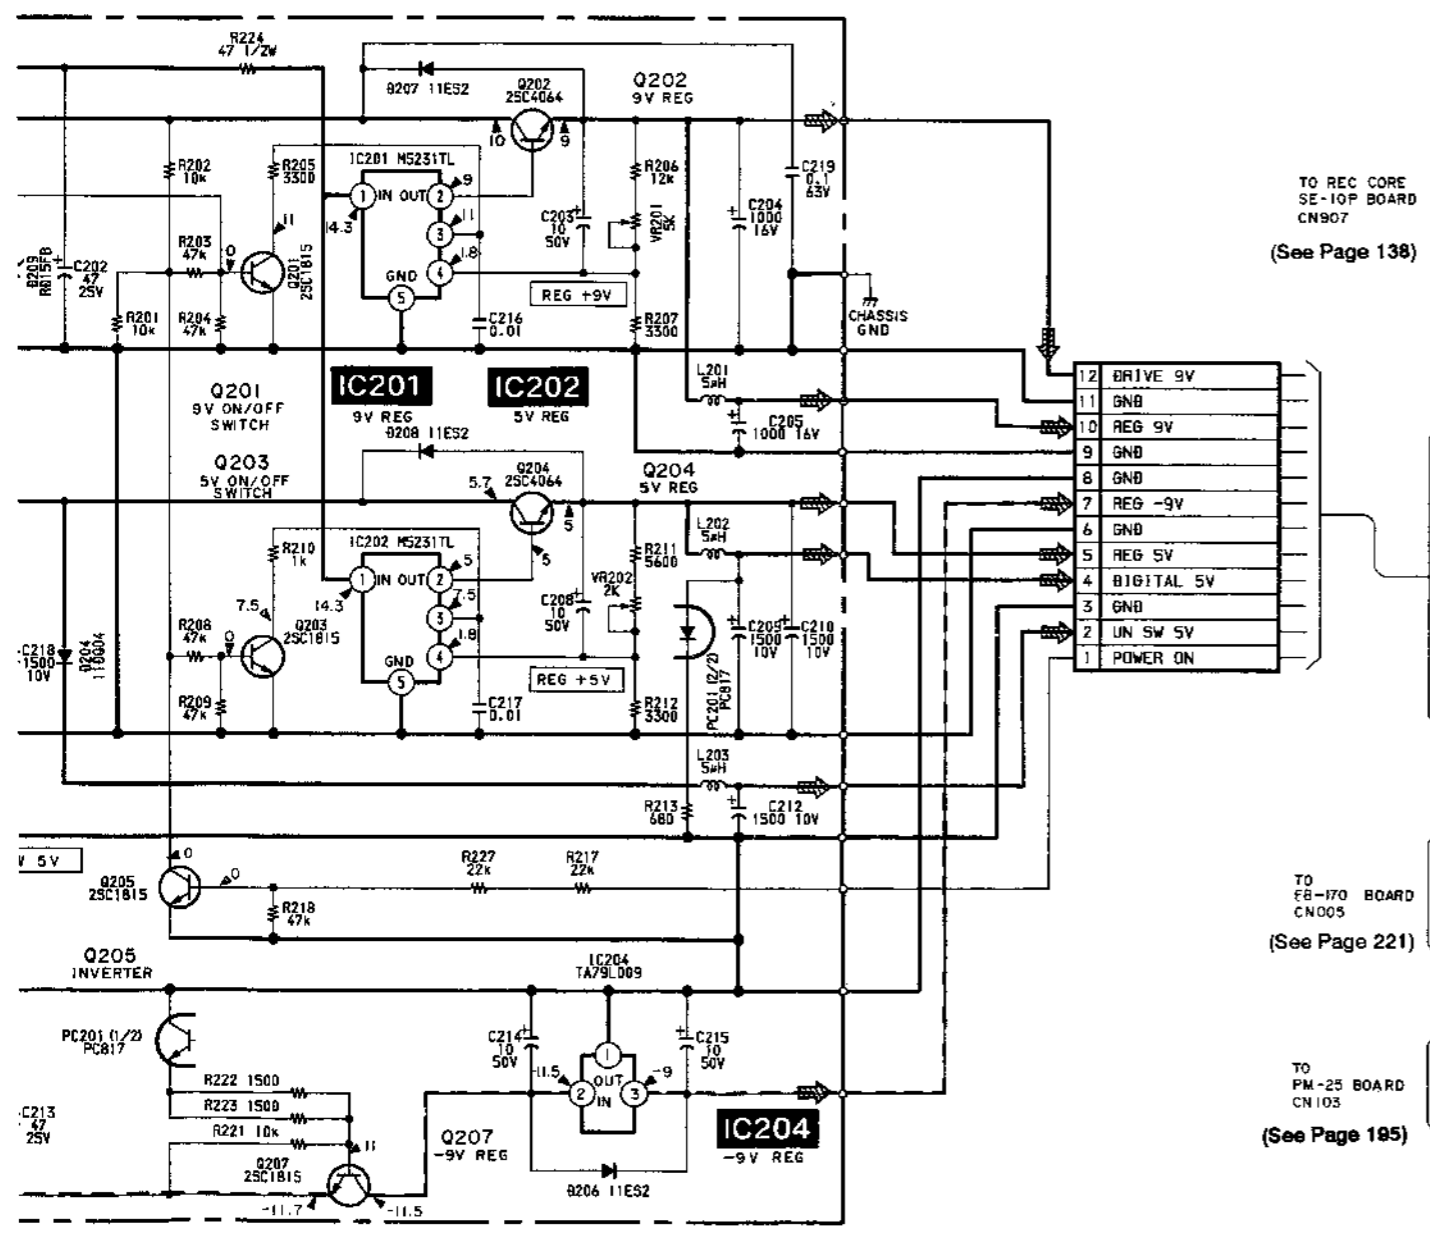 R224
47 1/2W
D207 11ES2
Q202
2SC4064
Q202
9V REG
10
9
R202
10k
R205
3300
IC201 M5231TL
1
IN OUT
2
9
3
11
4
1.8
GND
5
14.3
11
R203
47k
0
Q201
2SC1815
D209
RD15FB
C202
47
25V
R201
10k
R204
47k
C203
10
50V
R206
12k
VR201
5K
C204
1000
16V
C219
0.1
63V
REG +9V
C216
0.01
R207
3300
CHASSIS
GND
TO REC CORE
SE-10P BOARD
CN907
(See Page 138)
Q201
9V ON/OFF
SWITCH
IC201
9V REG
IC202
5V REG
L201
5μH
C205
1000 16V
D208 11ES2
Q203
5V ON/OFF
SWITCH
5.7
Q204
2SC4064
5
5
Q204
5V REG
12 DRIVE 9V
11 GND
10 REG 9V
9 GND
8 GND
7 REG -9V
6 GND
5 REG 5V
4 DIGITAL 5V
3 GND
2 UN SW 5V
1 POWER ON
R210
1k
IC202 M5231TL
1
IN OUT
2
5
3
7.5
4
1.8
GND
5
14.3
7.5
R208
47k
0
Q203
2SC1815
C218
1500
10V
D204
11DQ04
R209
47k
C208
10
50V
R211
5600
VR202
2K
L202
5μH
C209
1500
10V
C210
1500
10V
PC201 (2/2)
PC817
REG +5V
C217
0.01
R212
3300
L203
5μH
R213
680
C212
1500 10V
V 5V
0
0
Q205
2SC1815
R227
22k
R217
22k
R218
47k
TO
EB-170 BOARD
CN005
(See Page 221)
Q205
INVERTER
IC204
TA79L009
PC201 (1/2)
PC817
C214
10
50V
C215
10
50V
1
OUT
2
IN
3
-11.5
-9
R222 1500
R223 1500
R221 10k
C213
47
25V
11
Q207
2SC1815
-11.7
-11.5
Q207
-9V REG
D206 11ES2
IC204
-9V REG
TO
PM-25 BOARD
CN103
(See Page 195)